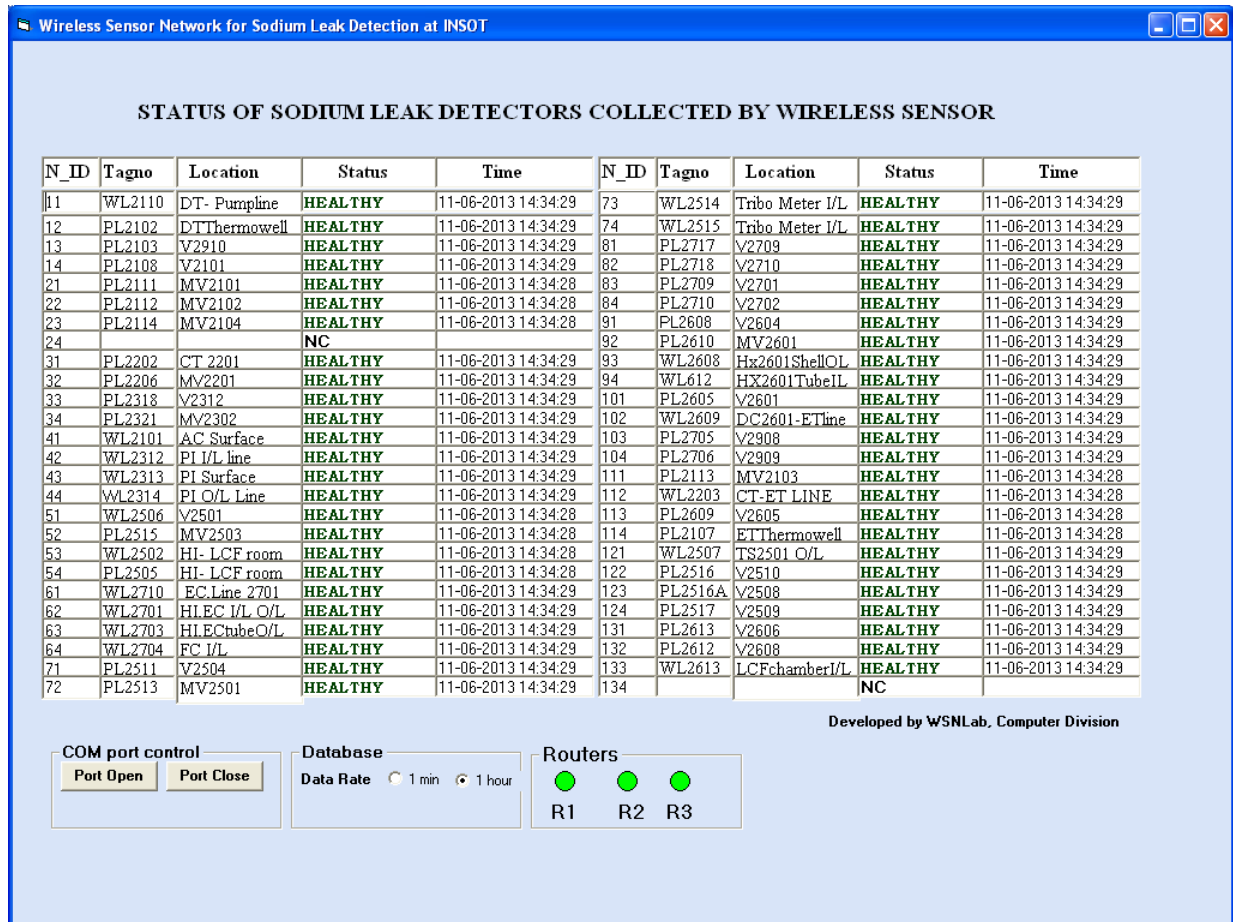 Wireless Sensor Network for Sodium Leak Detection at INSOT
STATUS OF SODIUM LEAK DETECTORS COLLECTED BY WIRELESS SENSOR
N_ID Tagno Location Status Time N_ID Tagno Location Status Time
11 WL2110 DT- Pumpline HEALTHY 11-06-2013 14:34:29 73 WL2514 Tribo Meter I/L HEALTHY 11-06-2013 14:34:29
12 PL2102 DTThermowell HEALTHY 11-06-2013 14:34:29 74 WL2515 Tribo Meter I/L HEALTHY 11-06-2013 14:34:29
13 PL2103 V2910 HEALTHY 11-06-2013 14:34:29 81 PL2717 V2709 HEALTHY 11-06-2013 14:34:29
14 PL2108 V2101 HEALTHY 11-06-2013 14:34:29 82 PL2718 V2710 HEALTHY 11-06-2013 14:34:29
21 PL2111 MV2101 HEALTHY 11-06-2013 14:34:28 83 PL2709 V2701 HEALTHY 11-06-2013 14:34:29
22 PL2112 MV2102 HEALTHY 11-06-2013 14:34:28 84 PL2710 V2702 HEALTHY 11-06-2013 14:34:29
23 PL2114 MV2104 HEALTHY 11-06-2013 14:34:28 91 PL2608 V2604 HEALTHY 11-06-2013 14:34:29
24 NC 92 PL2610 MV2601 HEALTHY 11-06-2013 14:34:29
31 PL2202 CT 2201 HEALTHY 11-06-2013 14:34:29 93 WL2608 Hx2601ShellOL HEALTHY 11-06-2013 14:34:29
32 PL2206 MV2201 HEALTHY 11-06-2013 14:34:29 94 WL612 HX2601TubeIL HEALTHY 11-06-2013 14:34:29
33 PL2318 V2312 HEALTHY 11-06-2013 14:34:29 101 PL2605 V2601 HEALTHY 11-06-2013 14:34:29
34 PL2321 MV2302 HEALTHY 11-06-2013 14:34:29 102 WL2609 DC2601-ETline HEALTHY 11-06-2013 14:34:29
41 WL2101 AC Surface HEALTHY 11-06-2013 14:34:29 103 PL2705 V2908 HEALTHY 11-06-2013 14:34:29
42 WL2312 PI I/L line HEALTHY 11-06-2013 14:34:29 104 PL2706 V2909 HEALTHY 11-06-2013 14:34:29
43 WL2313 PI Surface HEALTHY 11-06-2013 14:34:29 111 PL2113 MV2103 HEALTHY 11-06-2013 14:34:28
44 WL2314 PI O/L Line HEALTHY 11-06-2013 14:34:29 112 WL2203 CT-ET LINE HEALTHY 11-06-2013 14:34:28
51 WL2506 V2501 HEALTHY 11-06-2013 14:34:28 113 PL2609 V2605 HEALTHY 11-06-2013 14:34:28
52 PL2515 MV2503 HEALTHY 11-06-2013 14:34:28 114 PL2107 ETThermowell HEALTHY 11-06-2013 14:34:28
53 WL2502 HI- LCF room HEALTHY 11-06-2013 14:34:28 121 WL2507 TS2501 O/L HEALTHY 11-06-2013 14:34:29
54 PL2505 HI- LCF room HEALTHY 11-06-2013 14:34:28 122 PL2516 V2510 HEALTHY 11-06-2013 14:34:29
61 WL2710 EC.Line 2701 HEALTHY 11-06-2013 14:34:29 123 PL2516A V2508 HEALTHY 11-06-2013 14:34:29
62 WL2701 HI.EC I/L O/L HEALTHY 11-06-2013 14:34:29 124 PL2517 V2509 HEALTHY 11-06-2013 14:34:29
63 WL2703 HI.ECtubeO/L HEALTHY 11-06-2013 14:34:29 131 PL2613 V2606 HEALTHY 11-06-2013 14:34:29
64 WL2704 FC I/L HEALTHY 11-06-2013 14:34:29 132 PL2612 V2608 HEALTHY 11-06-2013 14:34:29
71 PL2511 V2504 HEALTHY 11-06-2013 14:34:29 133 WL2613 LCFchamberI/L HEALTHY 11-06-2013 14:34:29
72 PL2513 MV2501 HEALTHY 11-06-2013 14:34:29 134 NC
Developed by WSNLab, Computer Division
COM port control Database Routers
Port Open Port Close Data Rate 1 min 1 hour
R1 R2 R3